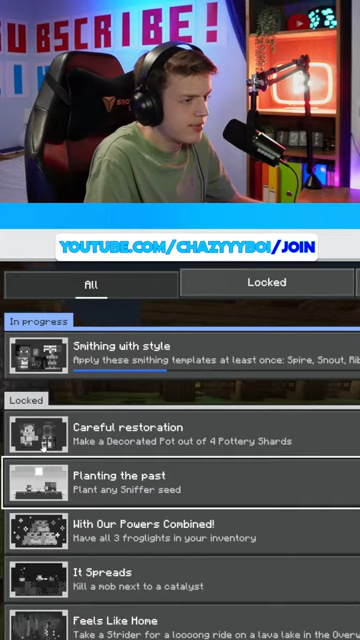 SUBSCRIBE!
YOUTUBE.COM/CHAZYYYBOI/JOIN
All
Locked
In progress
Smithing with style
Apply these smithing templates at least once: Spire, Snout, Rib
Locked
Careful restoration
Make a Decorated Pot out of 4 Pottery Shards
Planting the past
Plant any Sniffer seed
With Our Powers Combined!
Have all 3 froglights in your inventory
It Spreads
Kill a mob next to a catalyst
Feels Like Home
Take a Strider for a loooong ride on a lava lake in the Over